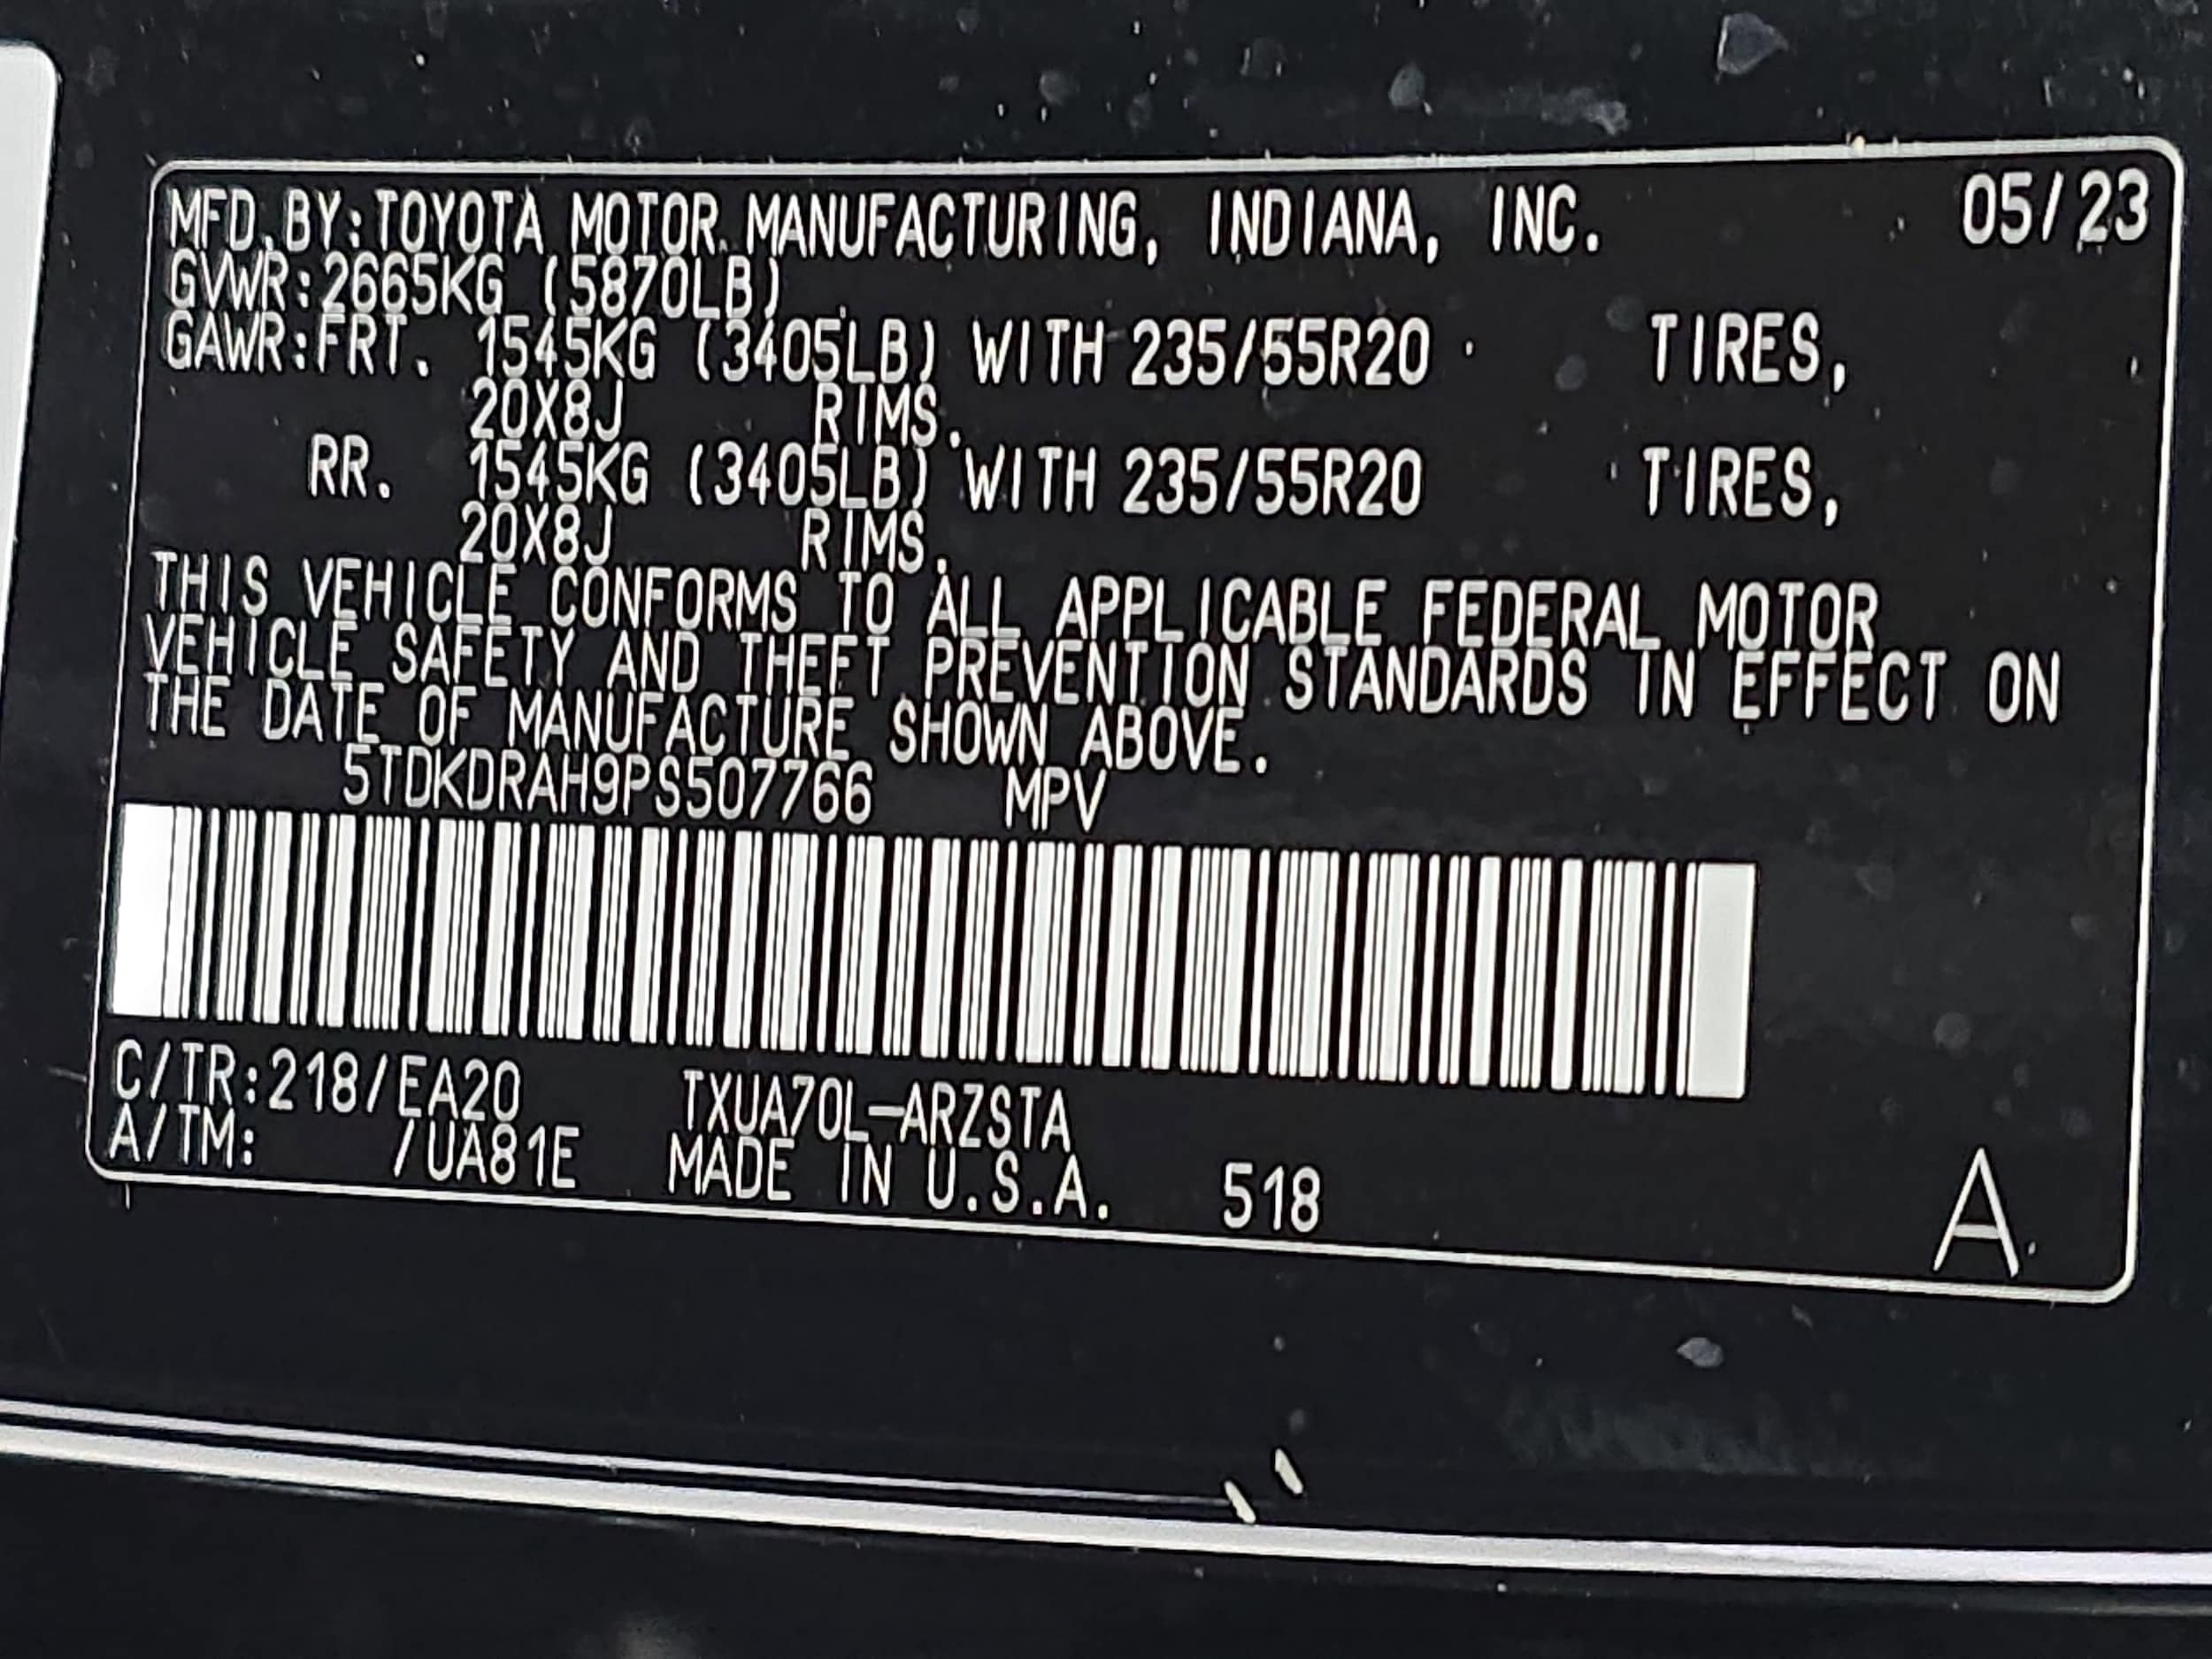 MFD.BY:TOYOTA MOTOR MANUFACTURING, INDIANA, INC. 05/23
GVWR:2665KG (5870LB)
GAWR:FRT. 1545KG (3405LB) WITH 235/55R20 TIRES,
20X8J RIMS.
RR. 1545KG (3405LB) WITH 235/55R20 TIRES,
20X8J RIMS.
THIS VEHICLE CONFORMS TO ALL APPLICABLE FEDERAL MOTOR
VEHICLE SAFETY AND THEFT PREVENTION STANDARDS IN EFFECT ON
THE DATE OF MANUFACTURE SHOWN ABOVE.
5TDKDRAH9PS507766 MPV
C/TR:218/EA20 TXUA70L-ARZSTA
A/TM: /UA81E MADE IN U.S.A. 518 A